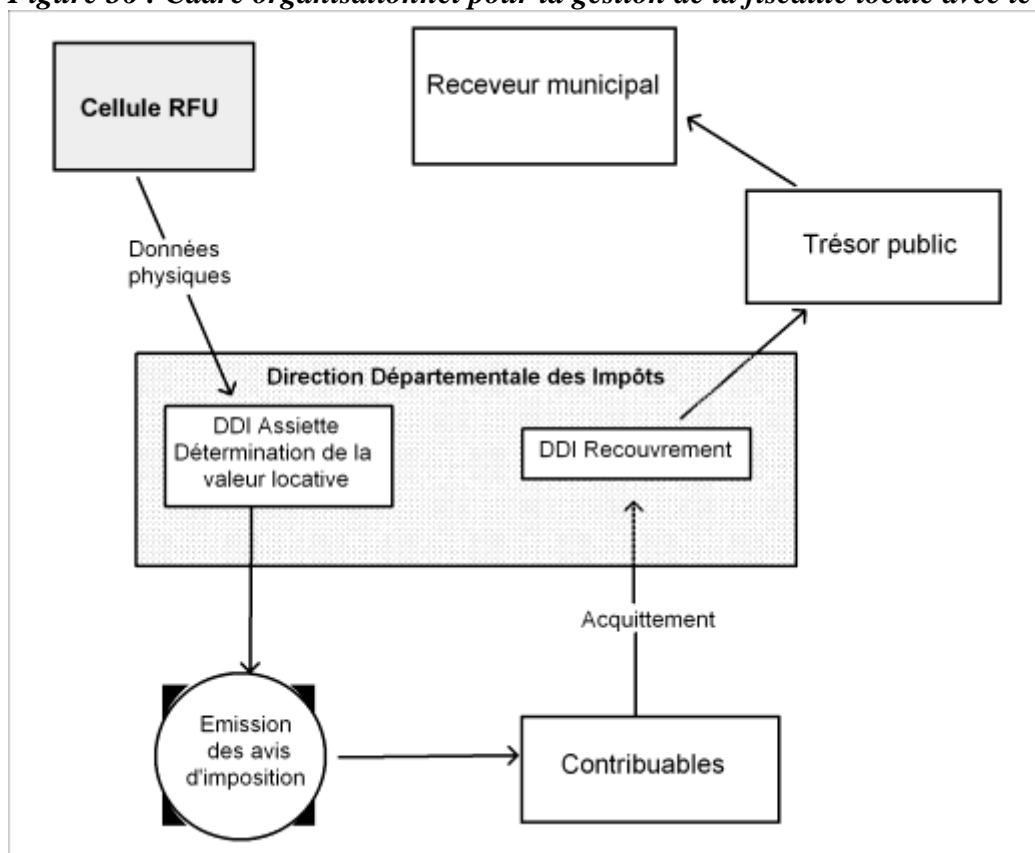 Figure 36 : Cadre organisationnel pour la gestion de la fiscalité locale avec le
Cellule RFU
Receveur municipal
Trésor public
Données
physiques
Direction Départementale des Impôts
DDI Assiette
Détermination de la
valeur locative
DDI Recouvrement
Acquittement
Emission
des avis
d'imposition
Contribuables